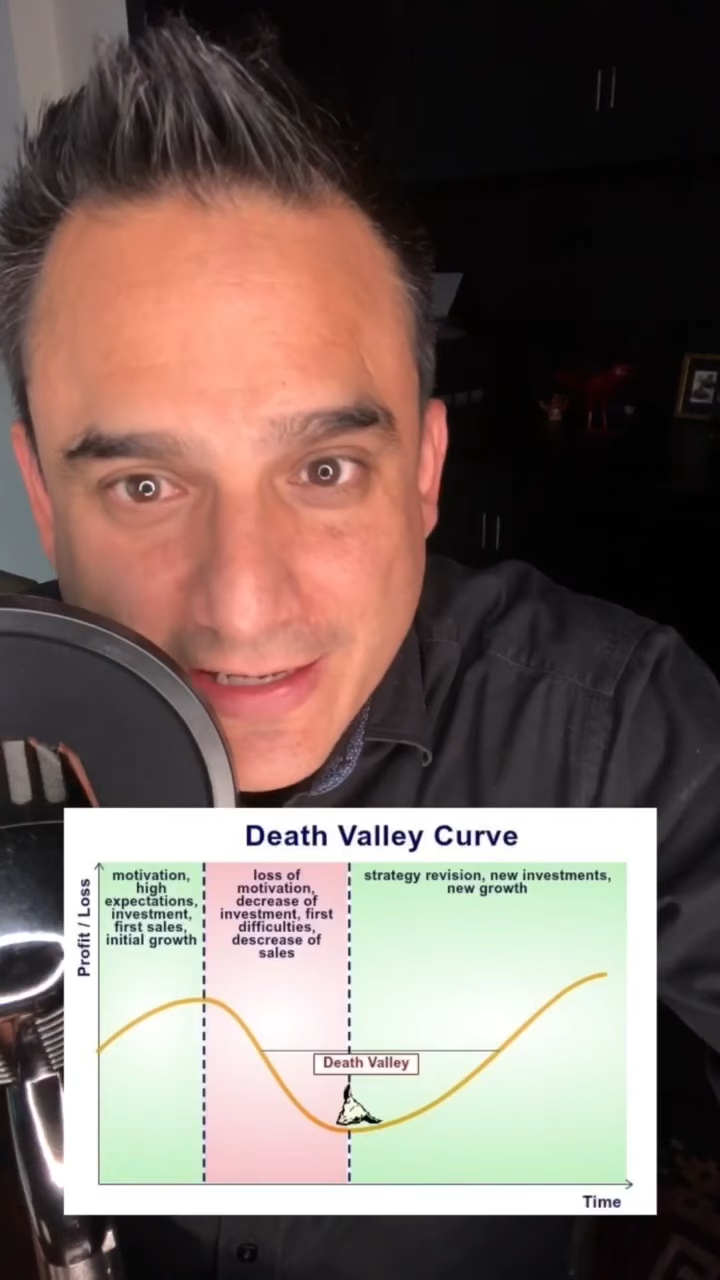 Death Valley Curve
Profit / Loss
motivation,
high
expectations,
investment,
first sales,
initial growth
loss of
motivation,
decrease of
investment, first
difficulties,
descrease of
sales
strategy revision, new investments,
new growth
Death Valley
Time